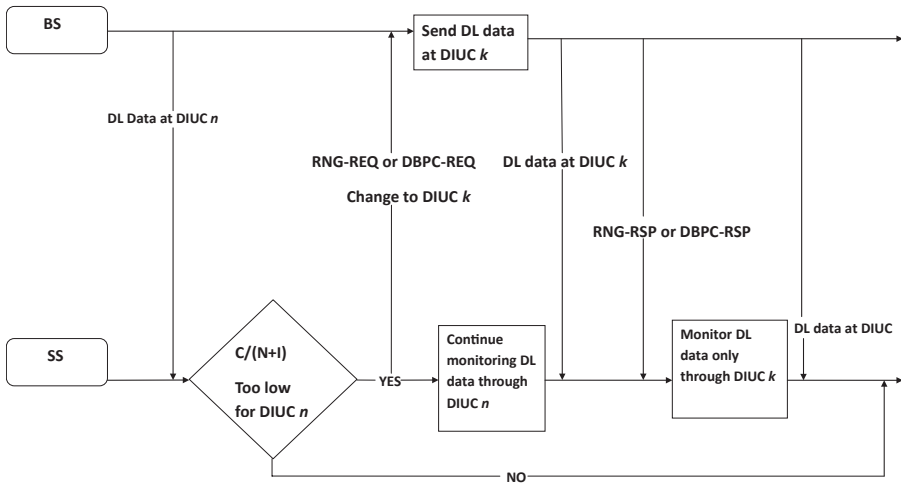 BS
Send DL data
at DIUC k
DL Data at DIUC n
RNG-REQ or DBPC-REQ
Change to DIUC k
DL data at DIUC k
RNG-RSP or DBPC-RSP
SS
C/(N+I)
Too low
for DIUC n
YES
Continue
monitoring DL
data through
DIUC n
Monitor DL
data only
through DIUC k
DL data at DIUC
NO